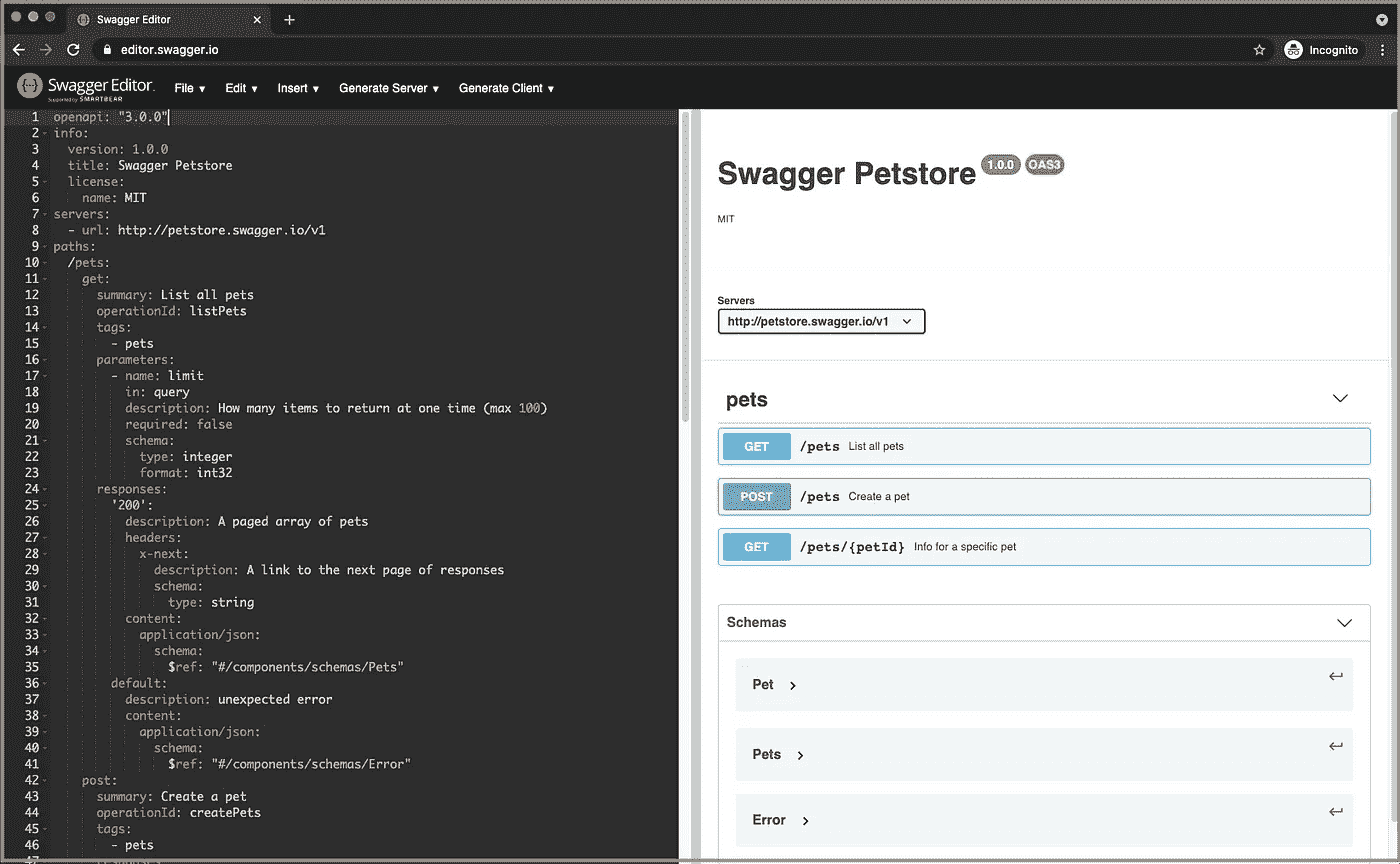 Swagger Editor
editor.swagger.io
Incognito
{...} Swagger Editor.
Supported by SMARTBEAR
File Edit Insert Generate Server Generate Client
1 openapi: "3.0.0"
2 info:
3 version: 1.0.0
4 title: Swagger Petstore
5 license:
6 name: MIT
7 servers:
8 - url: http://petstore.swagger.io/v1
9 paths:
10 /pets:
11 get:
12 summary: List all pets
13 operationId: listPets
14 tags:
15 - pets
16 parameters:
17 - name: limit
18 in: query
19 description: How many items to return at one time (max 100)
20 required: false
21 schema:
22 type: integer
23 format: int32
24 responses:
25 '200':
26 description: A paged array of pets
27 headers:
28 x-next:
29 description: A link to the next page of responses
30 schema:
31 type: string
32 content:
33 application/json:
34 schema:
35 $ref: "#/components/schemas/Pets"
36 default:
37 description: unexpected error
38 content:
39 application/json:
40 schema:
41 $ref: "#/components/schemas/Error"
42 post:
43 summary: Create a pet
44 operationId: createPets
45 tags:
46 - pets
Swagger Petstore 1.0.0 OAS3
MIT
Servers
http://petstore.swagger.io/v1
pets
GET /pets List all pets
POST /pets Create a pet
GET /pets/{petId} Info for a specific pet
Schemas
Pet
Pets
Error